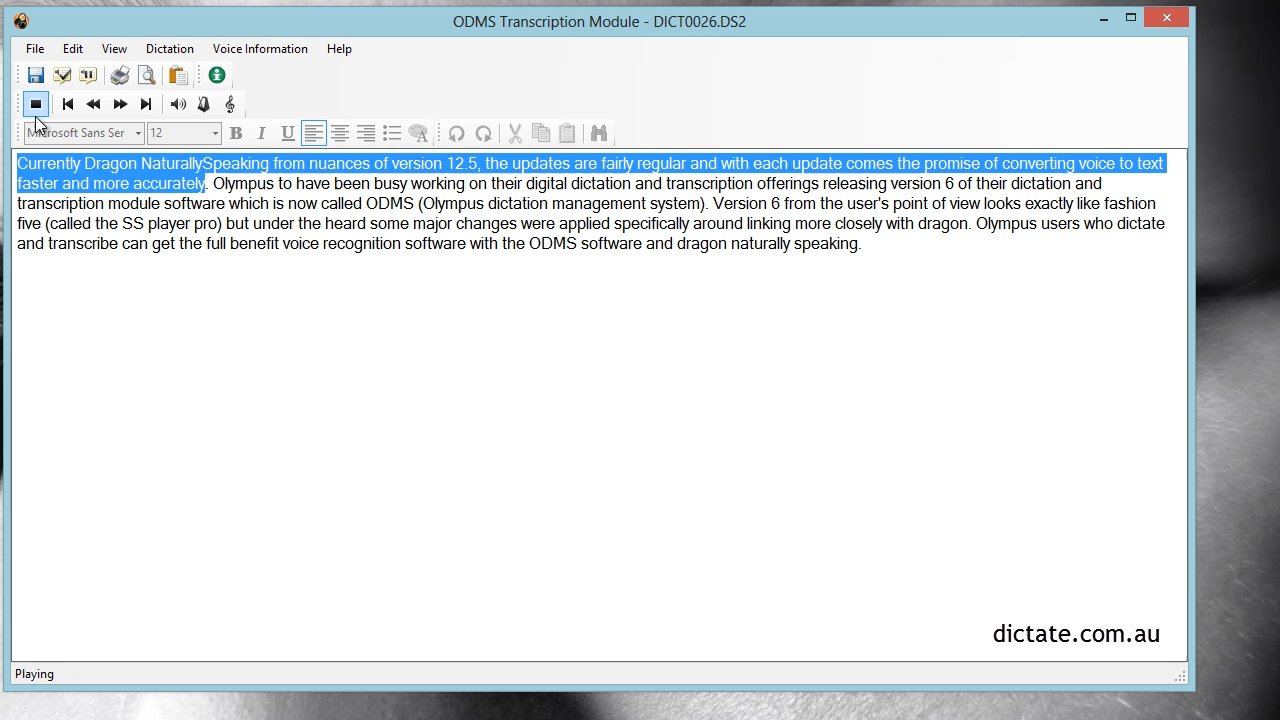 ODMS Transcription Module - DICT0026.DS2
File Edit View Dictation Voice Information Help
Microsoft Sans Ser 12 B I U
Currently Dragon NaturallySpeaking from nuances of version 12.5, the updates are fairly regular and with each update comes the promise of converting voice to text
faster and more accurately. Olympus to have been busy working on their digital dictation and transcription offerings releasing version 6 of their dictation and
transcription module software which is now called ODMS (Olympus dictation management system). Version 6 from the user's point of view looks exactly like fashion
five (called the SS player pro) but under the heard some major changes were applied specifically around linking more closely with dragon. Olympus users who dictate
and transcribe can get the full benefit voice recognition software with the ODMS software and dragon naturally speaking.
dictate.com.au
Playing